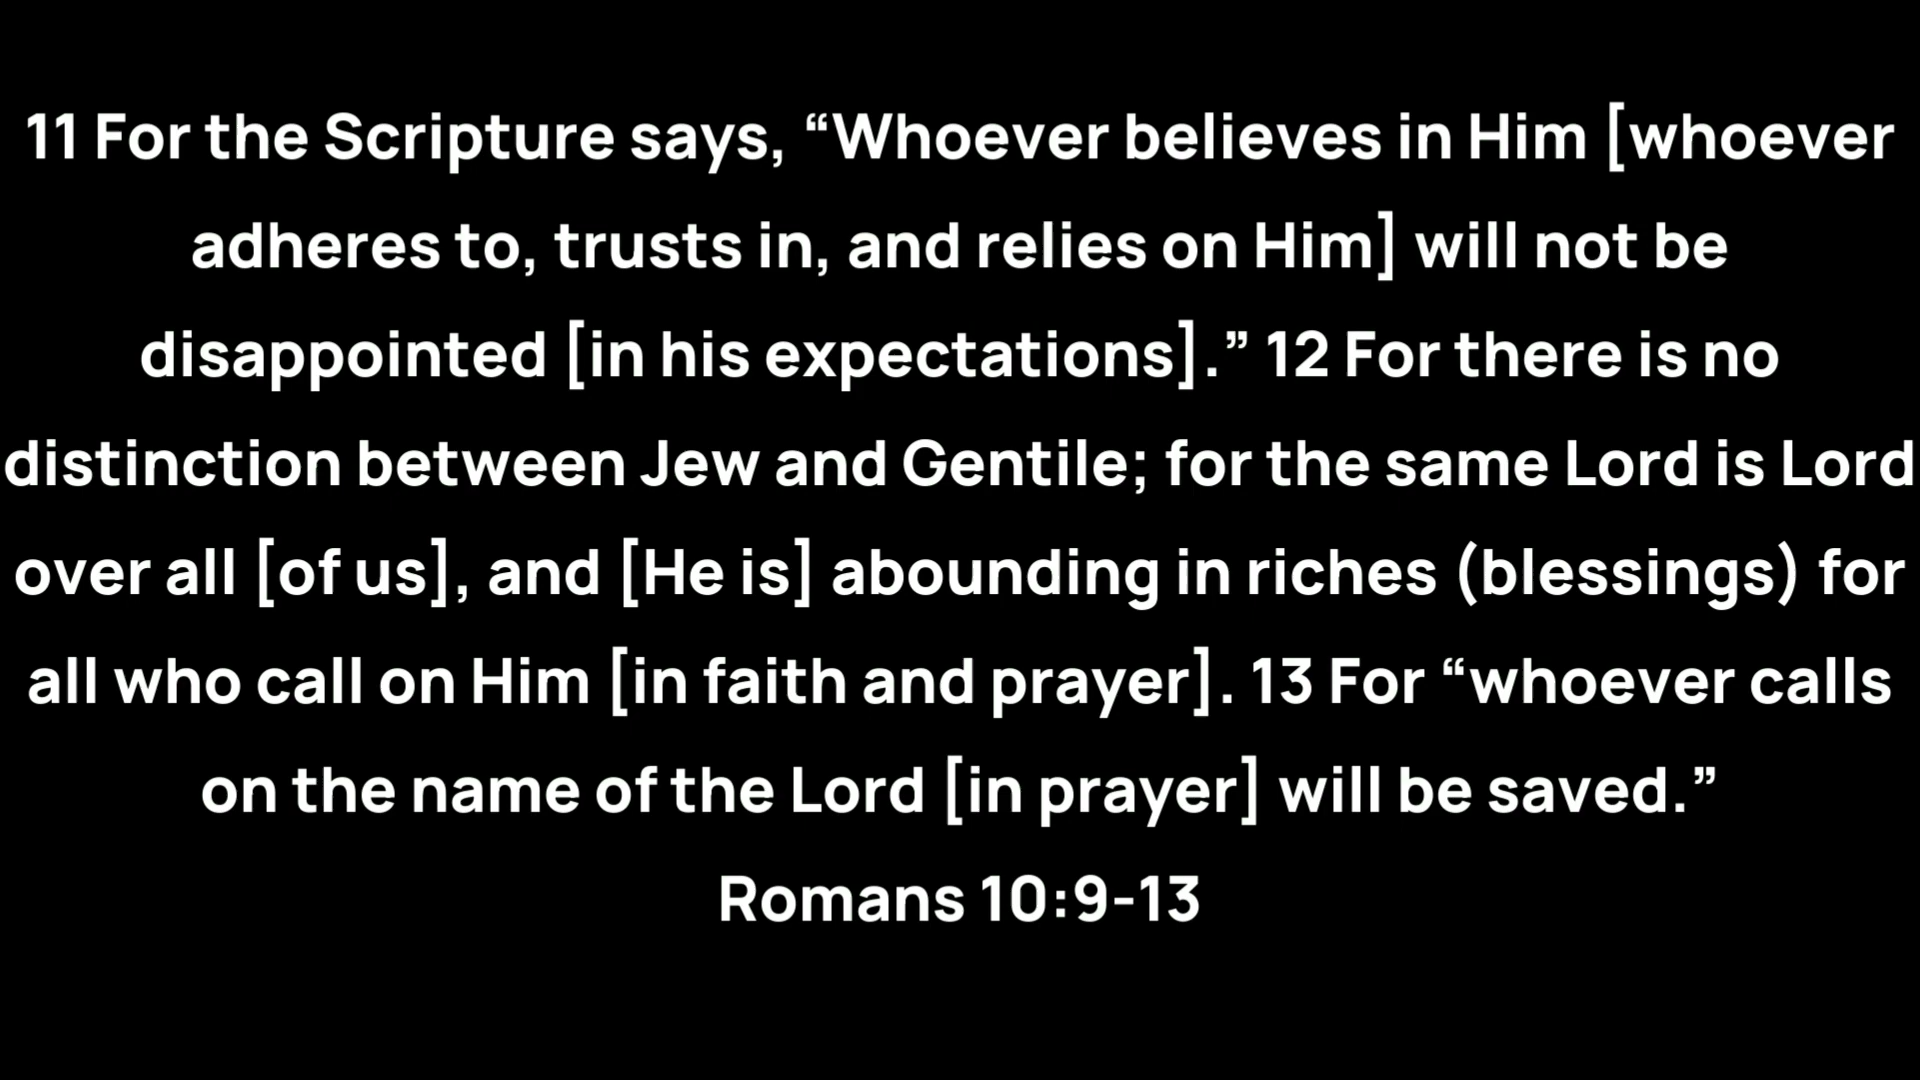 11 For the Scripture says, “Whoever believes in Him [whoever
adheres to, trusts in, and relies on Him] will not be
disappointed [in his expectations].” 12 For there is no
distinction between Jew and Gentile; for the same Lord is Lord
over all [of us], and [He is] abounding in riches (blessings) for
all who call on Him [in faith and prayer]. 13 For “whoever calls
on the name of the Lord [in prayer] will be saved.”
Romans 10:9-13